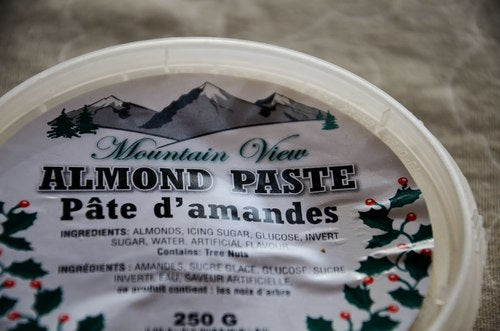 Mountain View
ALMOND PASTE
Pâte d'amandes
INGREDIENTS: ALMONDS, ICING SUGAR, GLUCOSE, INVERT
SUGAR, WATER, ARTIFICIAL FLAVOUR
Contains: Tree Nuts
INGRÉDIENTS: AMANDES, SUCRE GLACE, GLUCOSE, SUCRE
INVERTI, EAU, SAVEUR ARTIFICIELLE,
en produit contient : les noix d'arbre
250 G